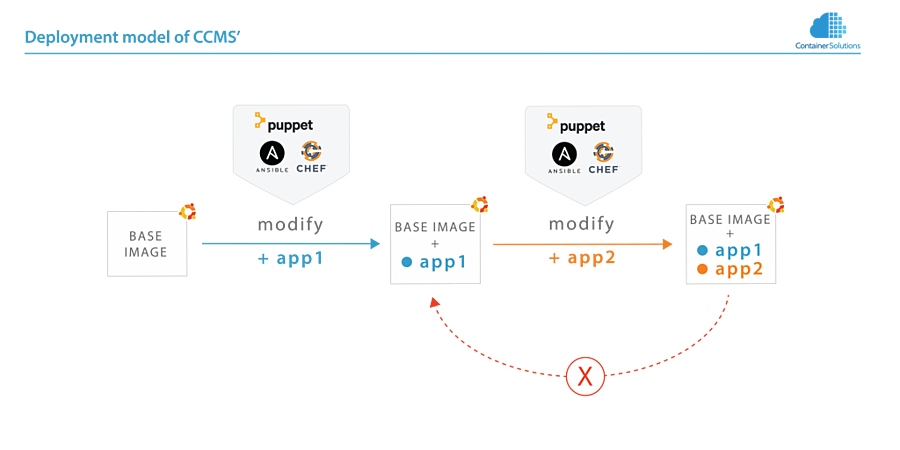 Deployment model of CCMS’
ContainerSolutions
puppet
ANSIBLE
CHEF
puppet
ANSIBLE
CHEF
BASE
IMAGE
modify
+ app1
BASE IMAGE
+
app1
modify
+ app2
BASE IMAGE
+
app1
app2
X